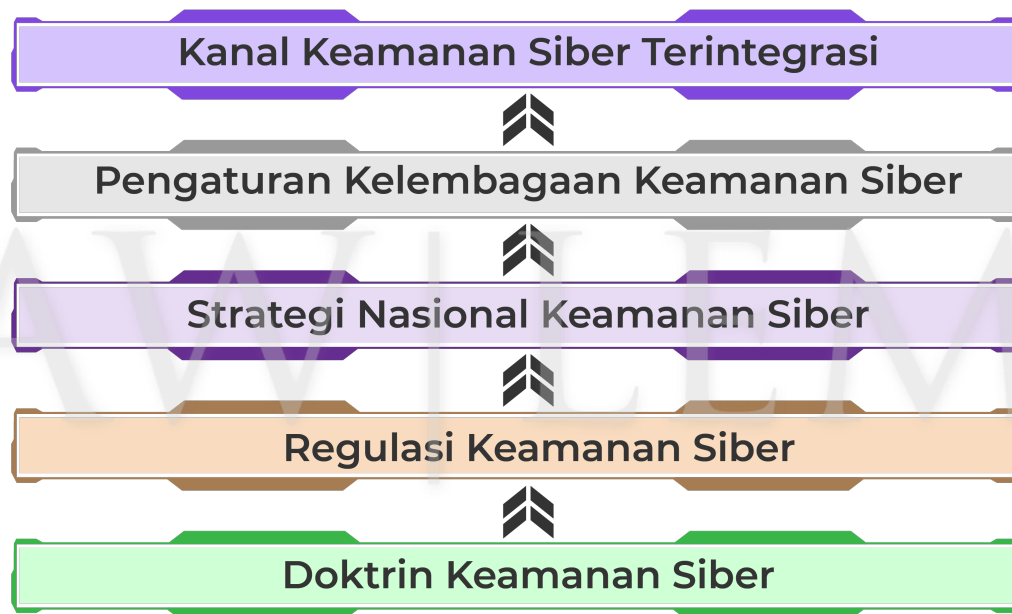 Kanal Keamanan Siber Terintegrasi
Pengaturan Kelembagaan Keamanan Siber
Strategi Nasional Keamanan Siber
Regulasi Keamanan Siber
Doktrin Keamanan Siber